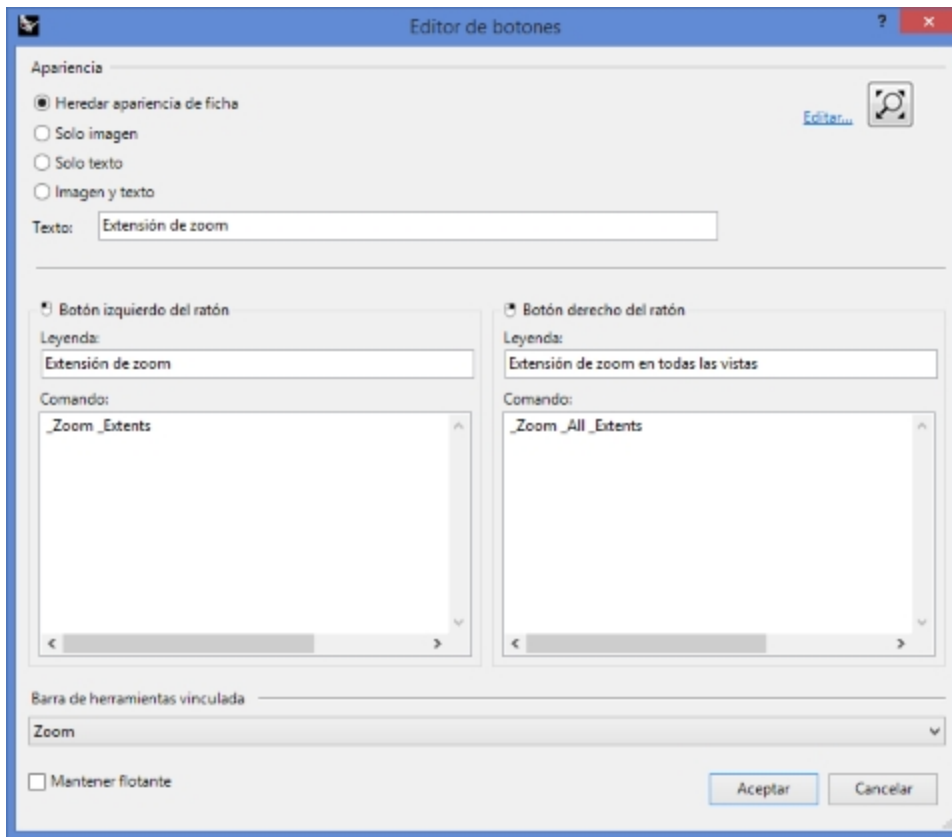 Editor de botones
?
x
Apariencia
Heredar apariencia de ficha
Solo imagen
Solo texto
Imagen y texto
Editar...
Texto: Extensión de zoom
Botón izquierdo del ratón
Leyenda:
Extensión de zoom
Comando:
_Zoom _Extents
Botón derecho del ratón
Leyenda:
Extensión de zoom en todas las vistas
Comando:
_Zoom _All _Extents
Barra de herramientas vinculada
Zoom
Mantener flotante
Aceptar
Cancelar